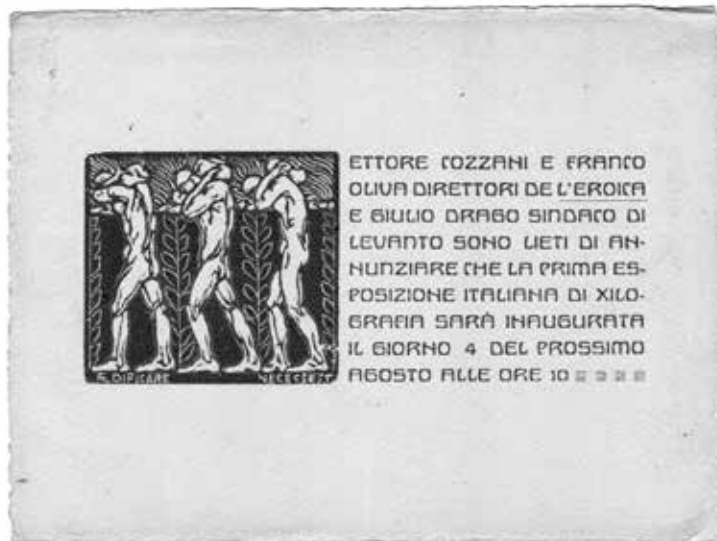 ETTORE COZZANI E FRANCO
OLIVA DIRETTORI DE L'EROICA
E GIULIO DRAGO SINDACO DI
LEVANTO SONO LIETI DI AN-
NUNZIARE CHE LA PRIMA ES-
POSIZIONE ITALIANA DI XILO-
GRAFIA SARÀ INAUGURATA
IL GIORNO 4 DEL PROSSIMO
AGOSTO ALLE ORE 10